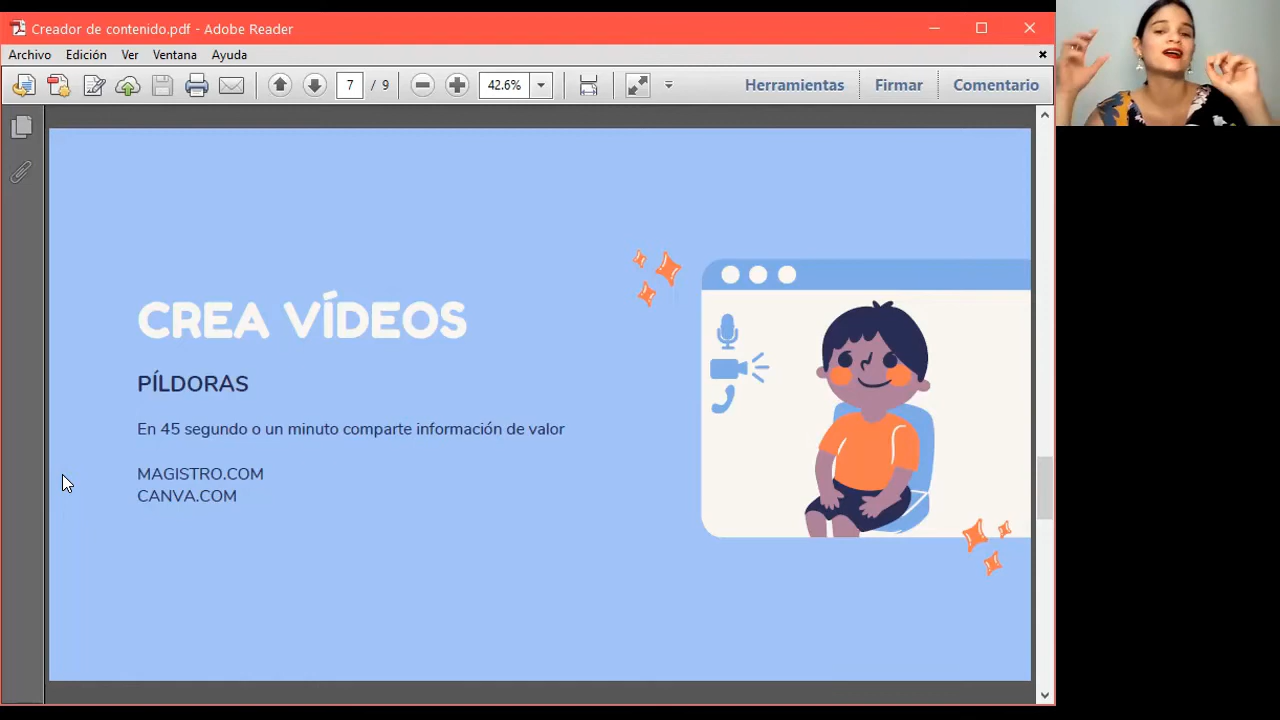 Creador de contenido.pdf - Adobe Reader
Archivo Edición Ver Ventana Ayuda
7 / 9 42.6% Herramientas Firmar Comentario
CREA VÍDEOS
PÍLDORAS
En 45 segundo o un minuto comparte información de valor
MAGISTRO.COM
CANVA.COM